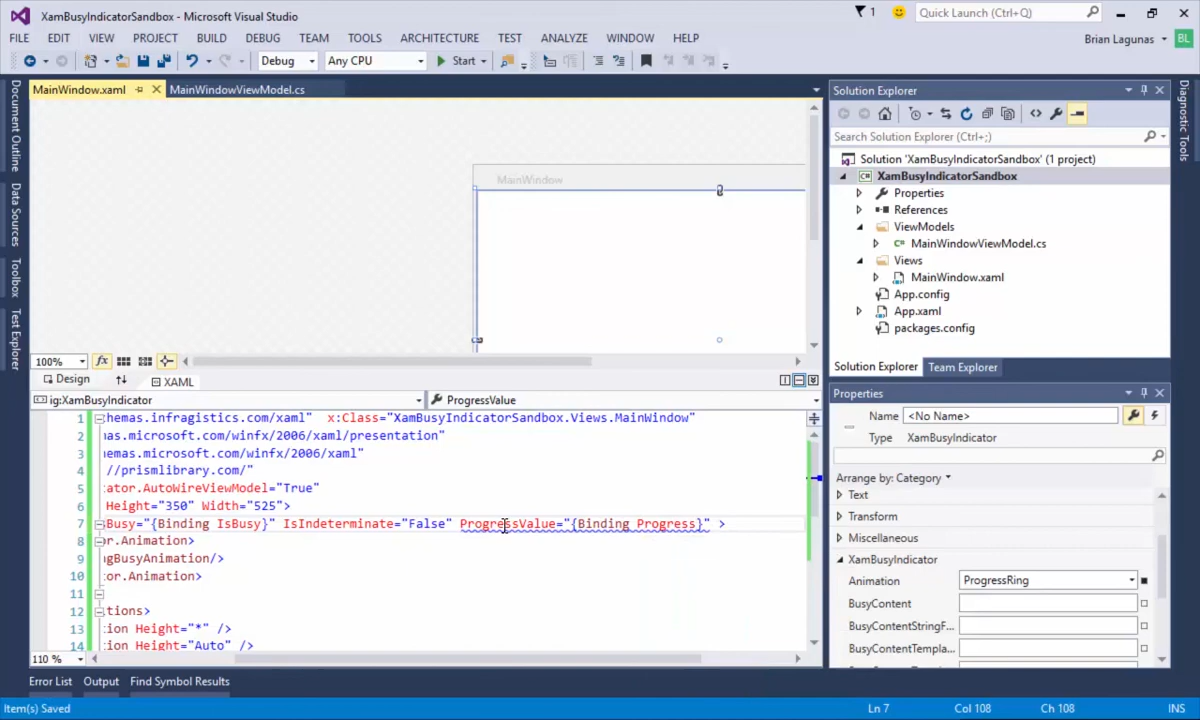 XamBusyIndicatorSandbox - Microsoft Visual Studio
1
Quick Launch (Ctrl+Q)
FILE EDIT VIEW PROJECT BUILD DEBUG TEAM TOOLS ARCHITECTURE TEST ANALYZE WINDOW HELP
Brian Lagunas BL
Debug Any CPU Start
Document Outline
Data Sources
Toolbox
Test Explorer
MainWindow.xaml MainWindowViewModel.cs
MainWindow
100% fx
Design XAML
ig:XamBusyIndicator ProgressValue
1 :hemas.infragistics.com/xaml" x:Class="XamBusyIndicatorSandbox.Views.MainWindow"
2 nas.microsoft.com/winfx/2006/xaml/presentation"
3 hemas.microsoft.com/winfx/2006/xaml"
4 //prismlibrary.com/"
5 ator.AutoWireViewModel="True"
6 Height="350" Width="525">
7 Busy="{Binding IsBusy}" IsIndeterminate="False" ProgressValue="{Binding Progress}" >
8 or.Animation>
9 ngBusyAnimation/>
10 or.Animation>
11
12 tions>
13 tion Height="*" />
14 tion Height="Auto" />
110 %
Error List Output Find Symbol Results
Item(s) Saved Ln 7 Col 108 Ch 108 INS
Solution Explorer
Search Solution Explorer (Ctrl+;)
Solution 'XamBusyIndicatorSandbox' (1 project)
C# XamBusyIndicatorSandbox
Properties
References
ViewModels
C# MainWindowViewModel.cs
Views
MainWindow.xaml
App.config
App.xaml
packages.config
Solution Explorer Team Explorer
Properties
Name <No Name>
Type XamBusyIndicator
Arrange by: Category
Text
Transform
Miscellaneous
XamBusyIndicator
Animation ProgressRing
BusyContent
BusyContentStringF...
BusyContentTempla...
Diagnostic Tools